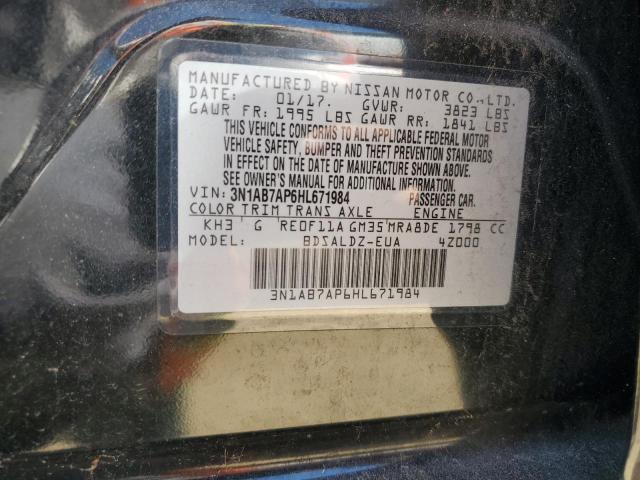 MANUFACTURED BY NISSAN MOTOR CO.,LTD.
DATE: 01/17. GVWR: 3823 LBS
GAWR FR: 1995 LBS GAWR RR: 1841 LBS
THIS VEHICLE CONFORMS TO ALL APPLICABLE FEDERAL MOTOR
VEHICLE SAFETY, BUMPER AND THEFT PREVENTION STANDARDS
IN EFFECT ON THE DATE OF MANUFACTURE SHOWN ABOVE.
SEE OWNER'S MANUAL FOR ADDITIONAL INFORMATION.
VIN: 3N1AB7AP6HL671984 PASSENGER CAR.
COLOR TRIM TRANS AXLE ENGINE
KH3 G RE0F11A GM35 MRA8DE 1798 CC
MODEL: BDSALDZ-EUA 4Z000
3N1AB7AP6HL671984